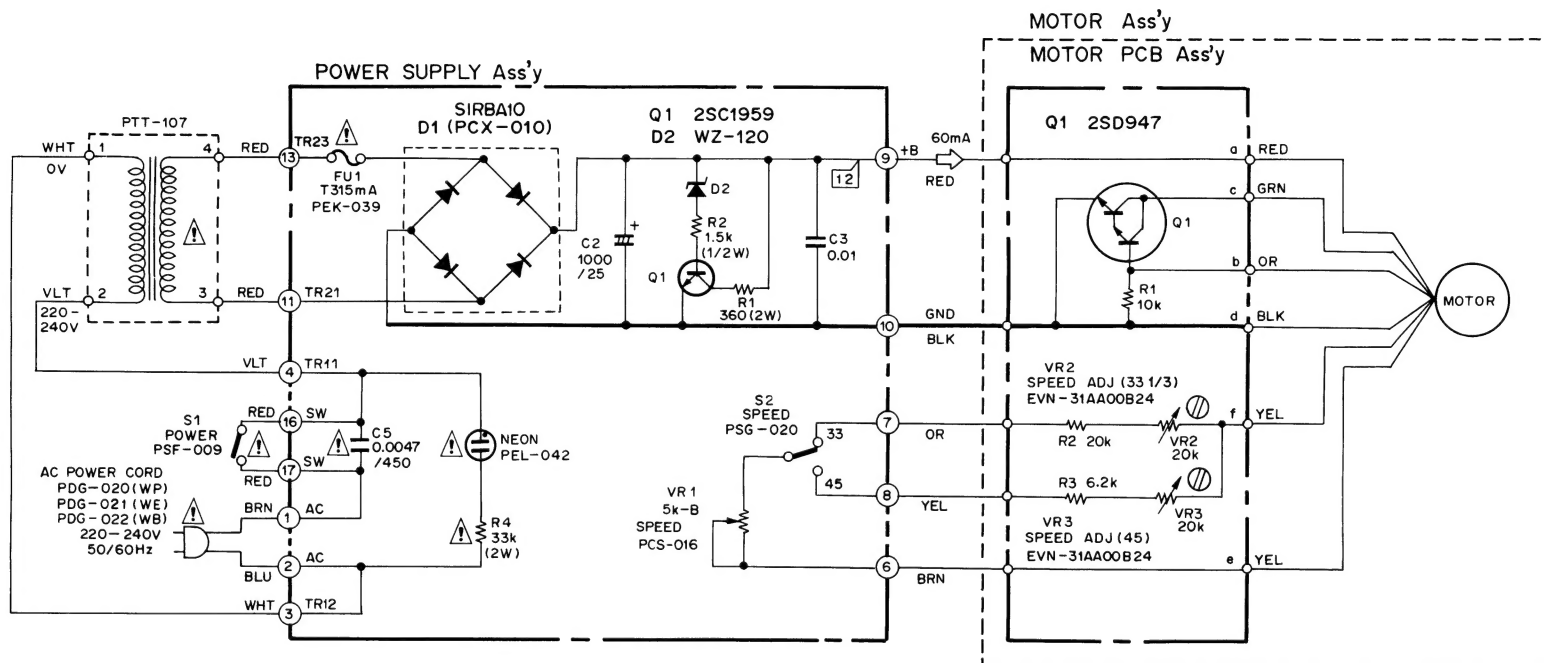 MOTOR Ass'y
MOTOR PCB Ass'y
POWER SUPPLY Ass'y
PTT-107
WHT
0V
1
4
RED
13
TR23
FU1
T315mA
PEK-039
SIRBA10
D1 (PCX-010)
Q1 2SC1959
D2 WZ-120
9
+B
60mA
RED
12
Q1 2SD947
a RED
c GRN
Q1
b OR
R1
10k
d BLK
MOTOR
D2
R2
1.5k
(1/2W)
Q1
R1
360 (2W)
C2
1000
/25
+
C3
0.01
VLT
2
220-
240V
3
RED
11
TR21
10
GND
BLK
VLT
4
TR11
S1
POWER
PSF-009
RED
16
SW
17
SW
RED
C5
0.0047
/450
NEON
PEL-042
R4
33k
(2W)
AC POWER CORD
PDG-020 (WP)
PDG-021 (WE)
PDG-022 (WB)
220-240V
50/60Hz
BRN
1
AC
BLU
2
AC
WHT
3
TR12
S2
SPEED
PSG-020
33
45
7
OR
8
YEL
VR1
5k-B
SPEED
PCS-016
6
BRN
VR2
SPEED ADJ (33 1/3)
EVN-31AA00B24
R2 20k
VR2
20k
f YEL
R3 6.2k
VR3
20k
VR3
SPEED ADJ (45)
EVN-31AA00B24
e YEL